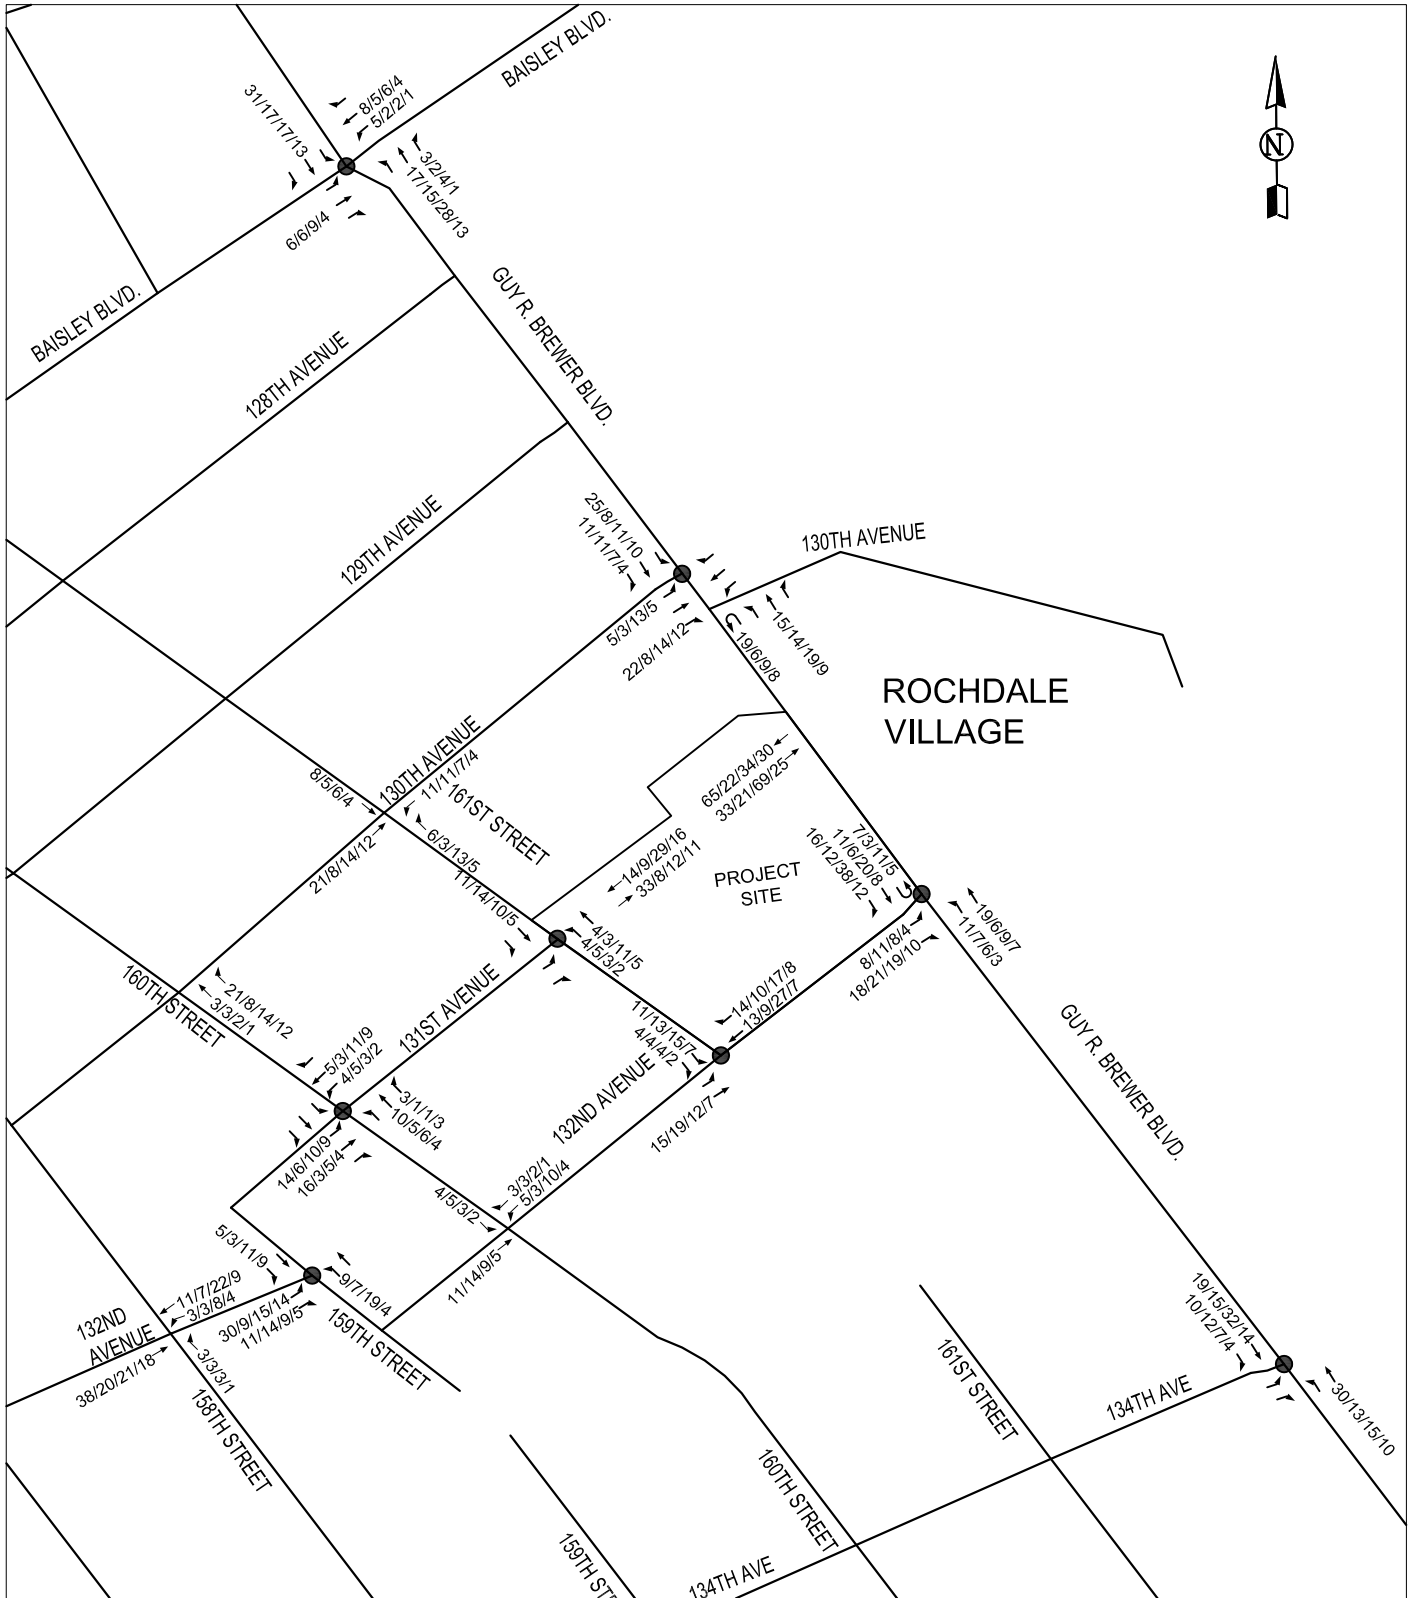 BAISLEY BLVD.
8/5/6/4
5/2/2/1
31/17/17/13
3/2/4/1
17/15/28/13
6/6/9/4
N
BAISLEY BLVD.
GUY R. BREWER BLVD.
128TH AVENUE
129TH AVENUE
25/8/11/10
11/11/7/4
130TH AVENUE
5/3/13/5
22/8/14/12
19/6/9/8
15/14/19/9
ROCHDALE
VILLAGE
130TH AVENUE
11/11/7/4
161ST STREET
8/5/6/4
6/3/13/5
21/8/14/12
11/14/10/5
65/22/34/30
33/21/69/25
14/9/29/16
33/8/12/11
PROJECT
SITE
7/3/11/5
11/6/20/8
16/12/38/12
19/6/9/7
11/7/6/3
8/11/8/4
18/21/19/10
4/3/11/5
4/5/3/2
160TH STREET
21/8/14/12
3/3/2/1
131ST AVENUE
14/10/17/8
13/9/27/7
11/13/15/7
4/4/4/2
132ND AVENUE
15/19/12/7
GUY R. BREWER BLVD.
5/3/11/9
4/5/3/2
3/1/1/3
10/5/6/4
14/6/10/9
16/3/5/4
4/5/3/2
3/3/2/1
5/3/10/4
11/14/9/5
5/3/11/9
9/7/19/4
11/7/22/9
3/3/8/4
30/9/15/14
11/14/9/5
132ND
AVENUE
38/20/21/18
3/3/3/1
159TH STREET
158TH STREET
19/15/32/14
10/12/7/4
161ST STREET
134TH AVE
30/13/15/10
160TH STREET
159TH STR
134TH AVE